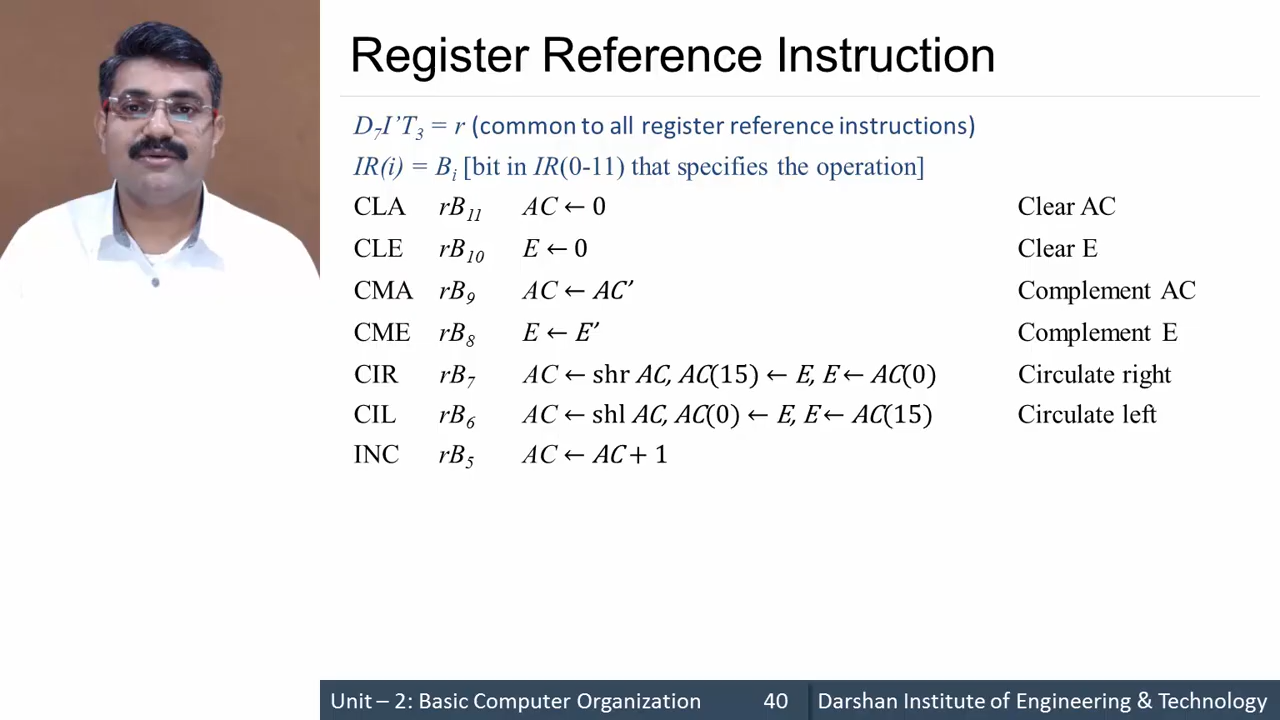 Register Reference Instruction
D₇I’T₃ = r (common to all register reference instructions)
IR(i) = Bᵢ [bit in IR(0-11) that specifies the operation]
CLA rB₁₁ AC ← 0 Clear AC
CLE rB₁₀ E ← 0 Clear E
CMA rB₉ AC ← AC’ Complement AC
CME rB₈ E ← E’ Complement E
CIR rB₇ AC ← shr AC, AC(15) ← E, E ← AC(0) Circulate right
CIL rB₆ AC ← shl AC, AC(0) ← E, E ← AC(15) Circulate left
INC rB₅ AC ← AC + 1
Unit – 2: Basic Computer Organization 40 Darshan Institute of Engineering & Technology